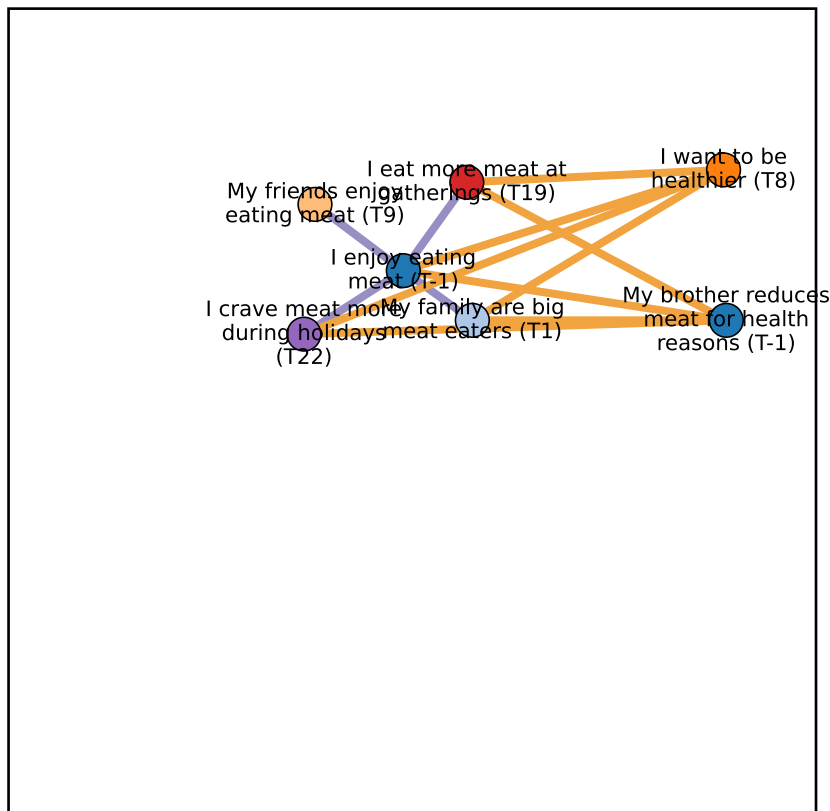 I want to be
healthier (T8)
I eat more meat at
gatherings (T19)
My friends enjoy
eating meat (T9)
I enjoy eating
meat (T-1)
My brother reduces
meat for health
reasons (T-1)
I crave meat more
during holidays
(T22)
My family are big
meat eaters (T1)